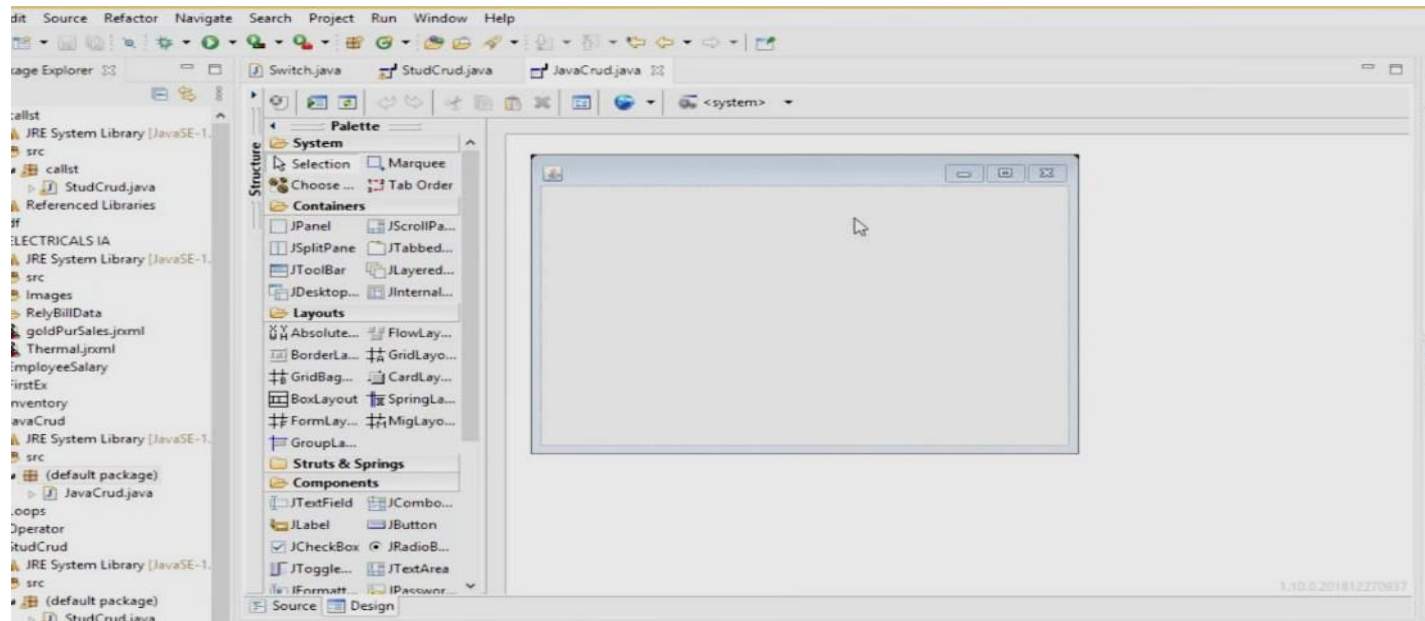 dit Source Refactor Navigate Search Project Run Window Help
cage Explorer
Switch.java StudCrud.java JavaCrud.java
<system>
callst
JRE System Library [JavaSE-1.
src
callst
StudCrud.java
Referenced Libraries
df
ELECTRICALS IA
JRE System Library [JavaSE-1.
src
Images
RelyBillData
goldPurSales.jrxml
Thermal.jrxml
EmployeeSalary
FirstEx
nventory
avaCrud
JRE System Library [JavaSE-1.
src
(default package)
JavaCrud.java
Loops
Operator
StudCrud
JRE System Library [JavaSE-1.
src
(default package)
StudCrud.java
Structure
Palette
System
Selection Marquee
Choose ... Tab Order
Containers
JPanel JScrollPa...
JSplitPane JTabbed...
JToolBar JLayered...
JDesktop... JInternal...
Layouts
Absolute... FlowLay...
BorderLa... GridLayo...
GridBag... CardLay...
BoxLayout SpringLa...
FormLay... MigLayo...
GroupLa...
Struts & Springs
Components
JTextField JCombo...
JLabel JButton
JCheckBox JRadioB...
JToggle... JTextArea
JFormatt... JPasswor...
Source Design
1.10.0.201812270937